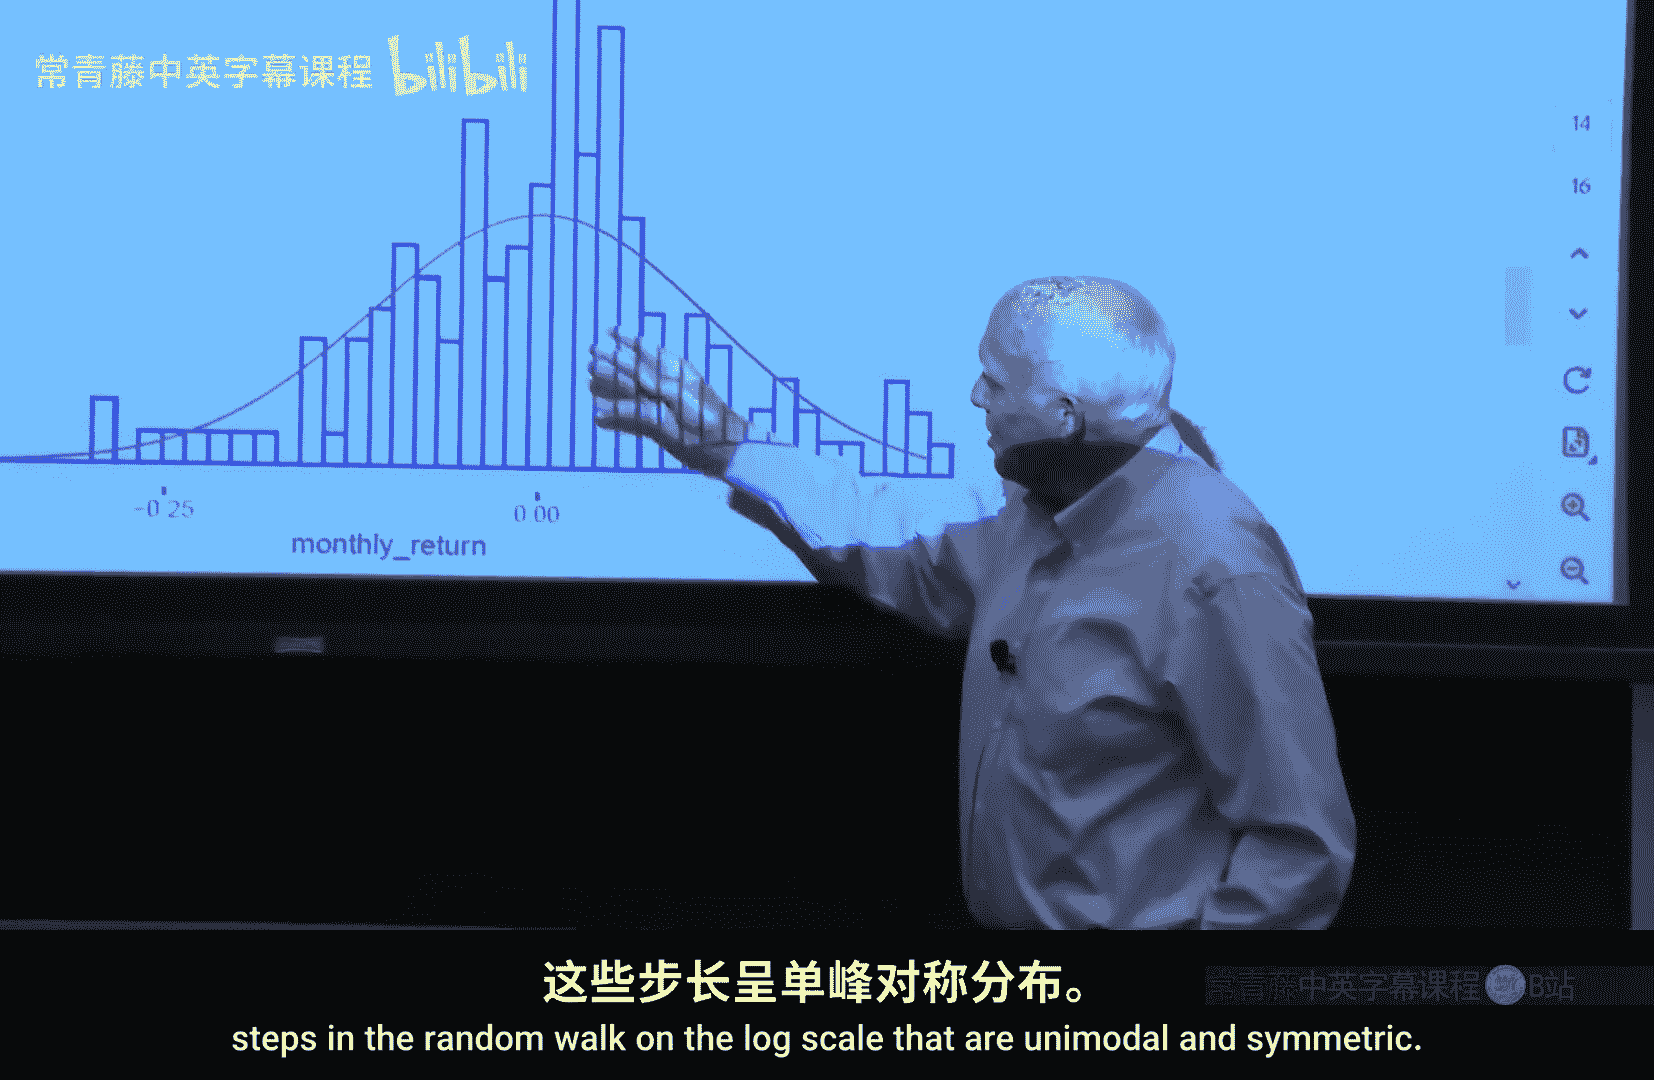 常青藤中英字幕课程 bilibili
14
16
-0 25
0 00
monthly_return
这些步长呈单峰对称分布。
常青藤中英字幕课程 B站
steps in the random walk on the log scale that are unimodal and symmetric.